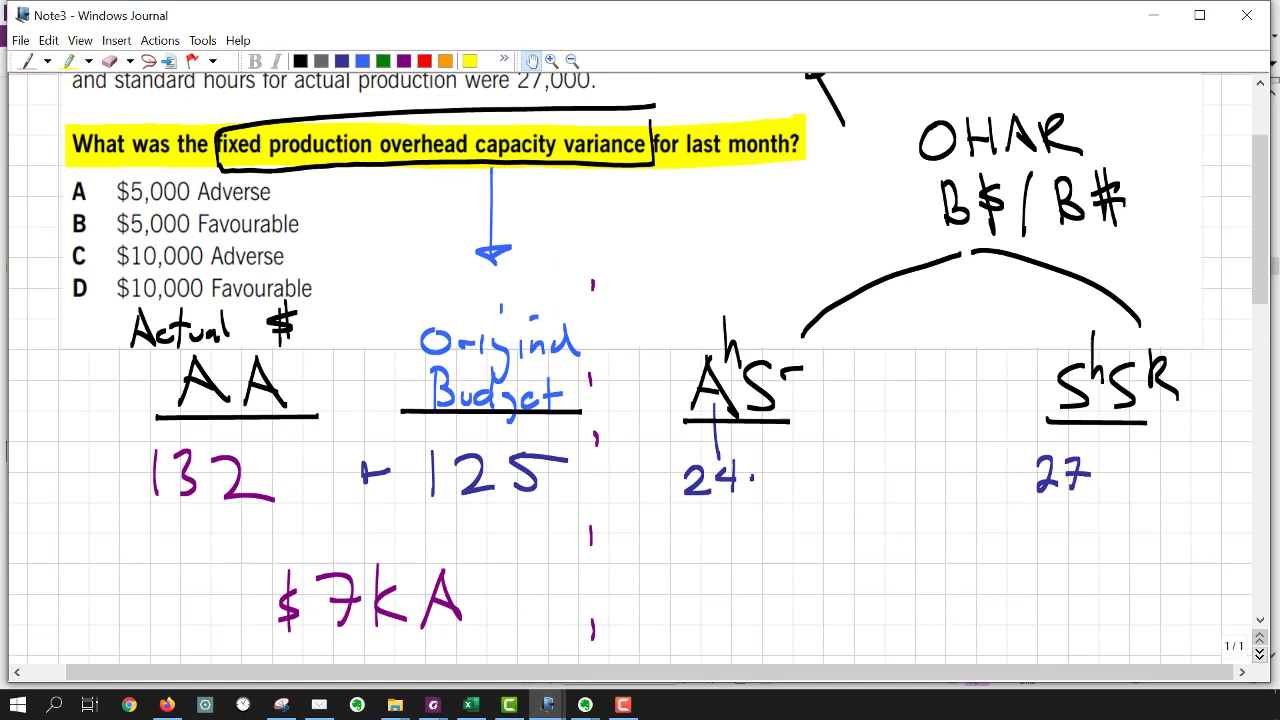 Note3 - Windows Journal
File Edit View Insert Actions Tools Help
B I
and standard hours for actual production were 27,000.
What was the fixed production overhead capacity variance for last month?
A $5,000 Adverse
B $5,000 Favourable
C $10,000 Adverse
D $10,000 Favourable
OHAR
B$/B#
Actual $
AA
Original
Budget
AhSr
ShSR
132 - 125
24.
27
$7K A
1 / 1